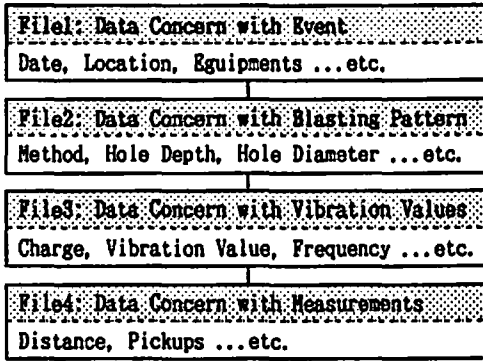 File1: Data Concern with Event
Date, Location, Eguipments ...etc.
File2: Data Concern with Blasting Pattern
Method, Hole Depth, Hole Diameter ...etc.
File3: Data Concern with Vibration Values
Charge, Vibration Value, Frequency ...etc.
File4: Data Concern with Measurements
Distance, Pickups ...etc.